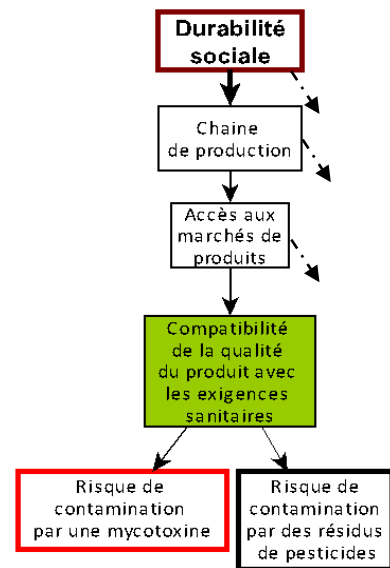 Durabilité
sociale
Chaine
de production
Accès aux
marchés de
produits
Compatibilité
de la qualité
du produit avec
les exigences
sanitaires
Risque de
contamination
par une mycotoxine
Risque de
contamination
par des résidus
de pesticides